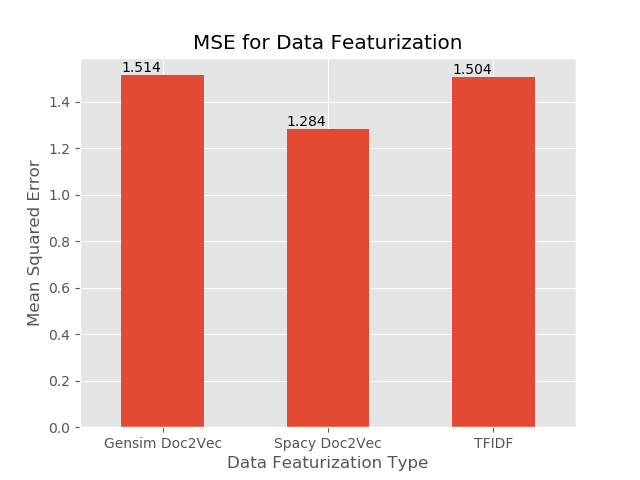 MSE for Data Featurization
1.514
1.284
1.504
Mean Squared Error
1.4
1.2
1.0
0.8
0.6
0.4
0.2
0.0
Gensim Doc2Vec
Spacy Doc2Vec
TFIDF
Data Featurization Type